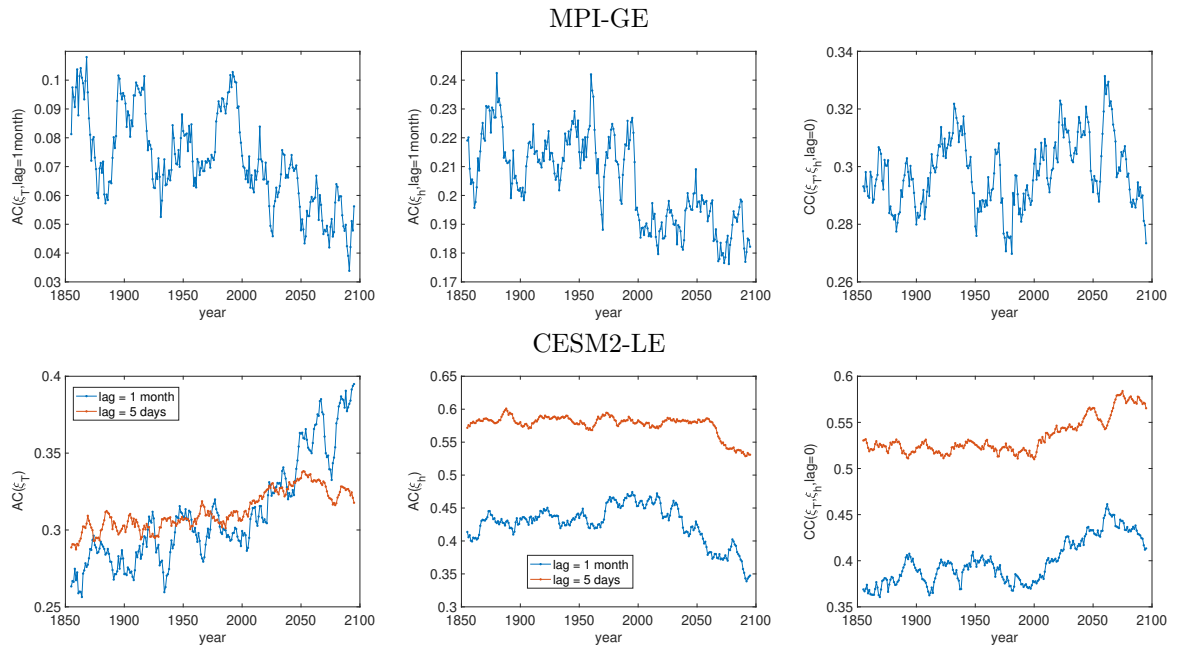 MPI-GE
AC(ξT,lag=1month)
0.1
0.09
0.08
0.07
0.06
0.05
0.04
0.03
1850 1900 1950 2000 2050 2100
year
AC(ξh,lag=1month)
0.25
0.24
0.23
0.22
0.21
0.2
0.19
0.18
0.17
1850 1900 1950 2000 2050 2100
year
CC(ξT,ξh,lag=0)
0.34
0.32
0.3
0.28
0.26
1850 1900 1950 2000 2050 2100
year
CESM2-LE
AC(ξT)
0.4
0.35
0.3
0.25
lag = 1 month
lag = 5 days
1850 1900 1950 2000 2050 2100
year
AC(ξh)
0.65
0.6
0.55
0.5
0.45
0.4
0.35
0.3
lag = 1 month
lag = 5 days
1850 1900 1950 2000 2050 2100
year
CC(ξT,ξh,lag=0)
0.6
0.55
0.5
0.45
0.4
0.35
1850 1900 1950 2000 2050 2100
year